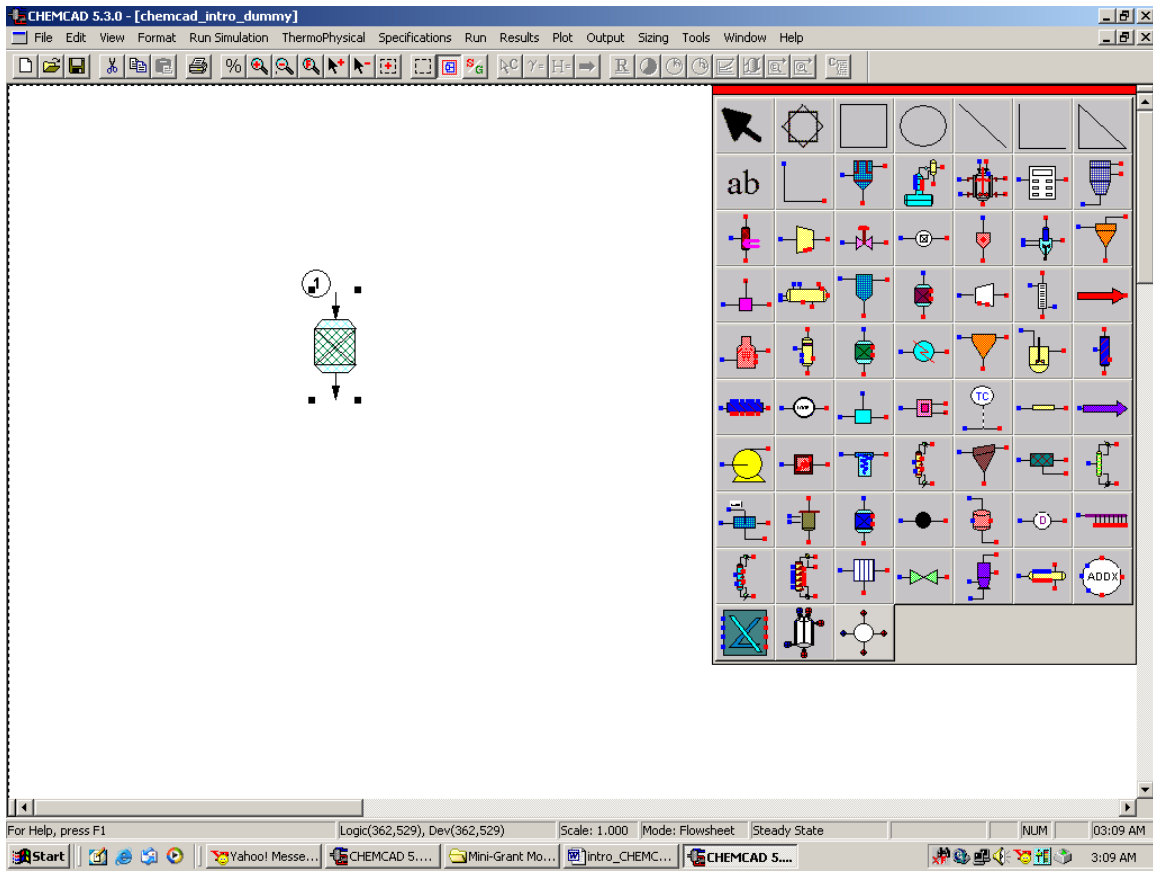 CHEMCAD 5.3.0 - [chemcad_intro_dummy]
File Edit View Format Run Simulation ThermoPhysical Specifications Run Results Plot Output Sizing Tools Window Help
% R
ab
1
TC
D
ADDX
For Help, press F1 Logic(362,529), Dev(362,529) Scale: 1.000 Mode: Flowsheet Steady State NUM 03:09 AM
Start Yahoo! Messe... CHEMCAD 5.... Mini-Grant Mo... intro_CHEMC... CHEMCAD 5.... 3:09 AM